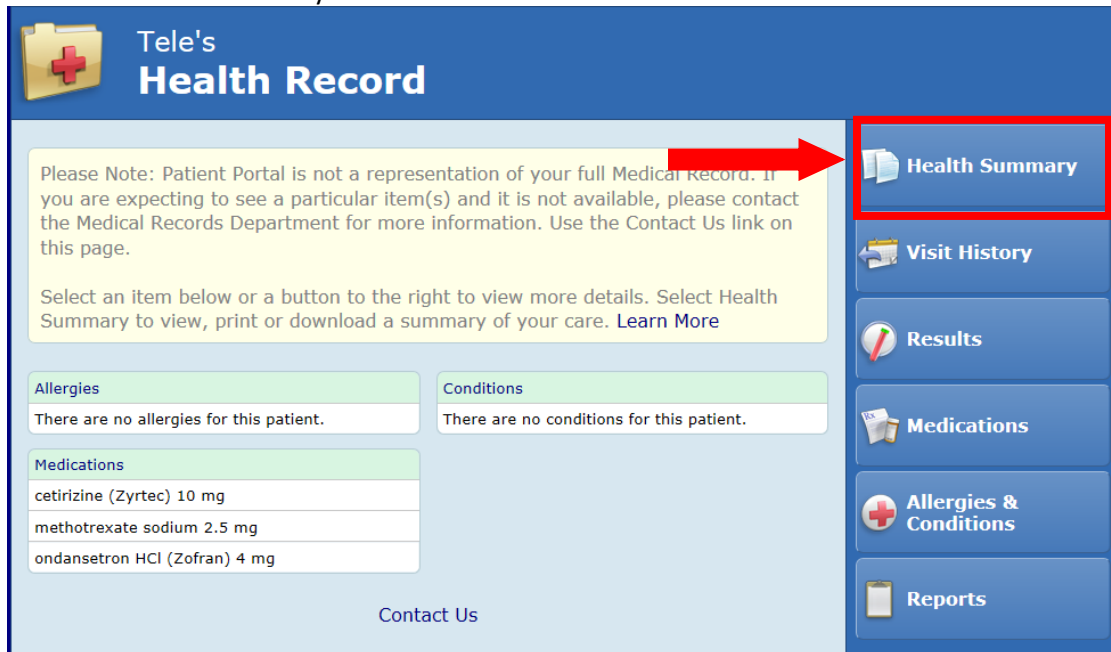 Tele's
Health Record
Please Note: Patient Portal is not a representation of your full Medical Record. If
you are expecting to see a particular item(s) and it is not available, please contact
the Medical Records Department for more information. Use the Contact Us link on
this page.
Select an item below or a button to the right to view more details. Select Health
Summary to view, print or download a summary of your care. Learn More
Allergies
There are no allergies for this patient.
Conditions
There are no conditions for this patient.
Medications
cetirizine (Zyrtec) 10 mg
methotrexate sodium 2.5 mg
ondansetron HCl (Zofran) 4 mg
Contact Us
Health Summary
Visit History
Results
Rx
Medications
Allergies &
Conditions
Reports